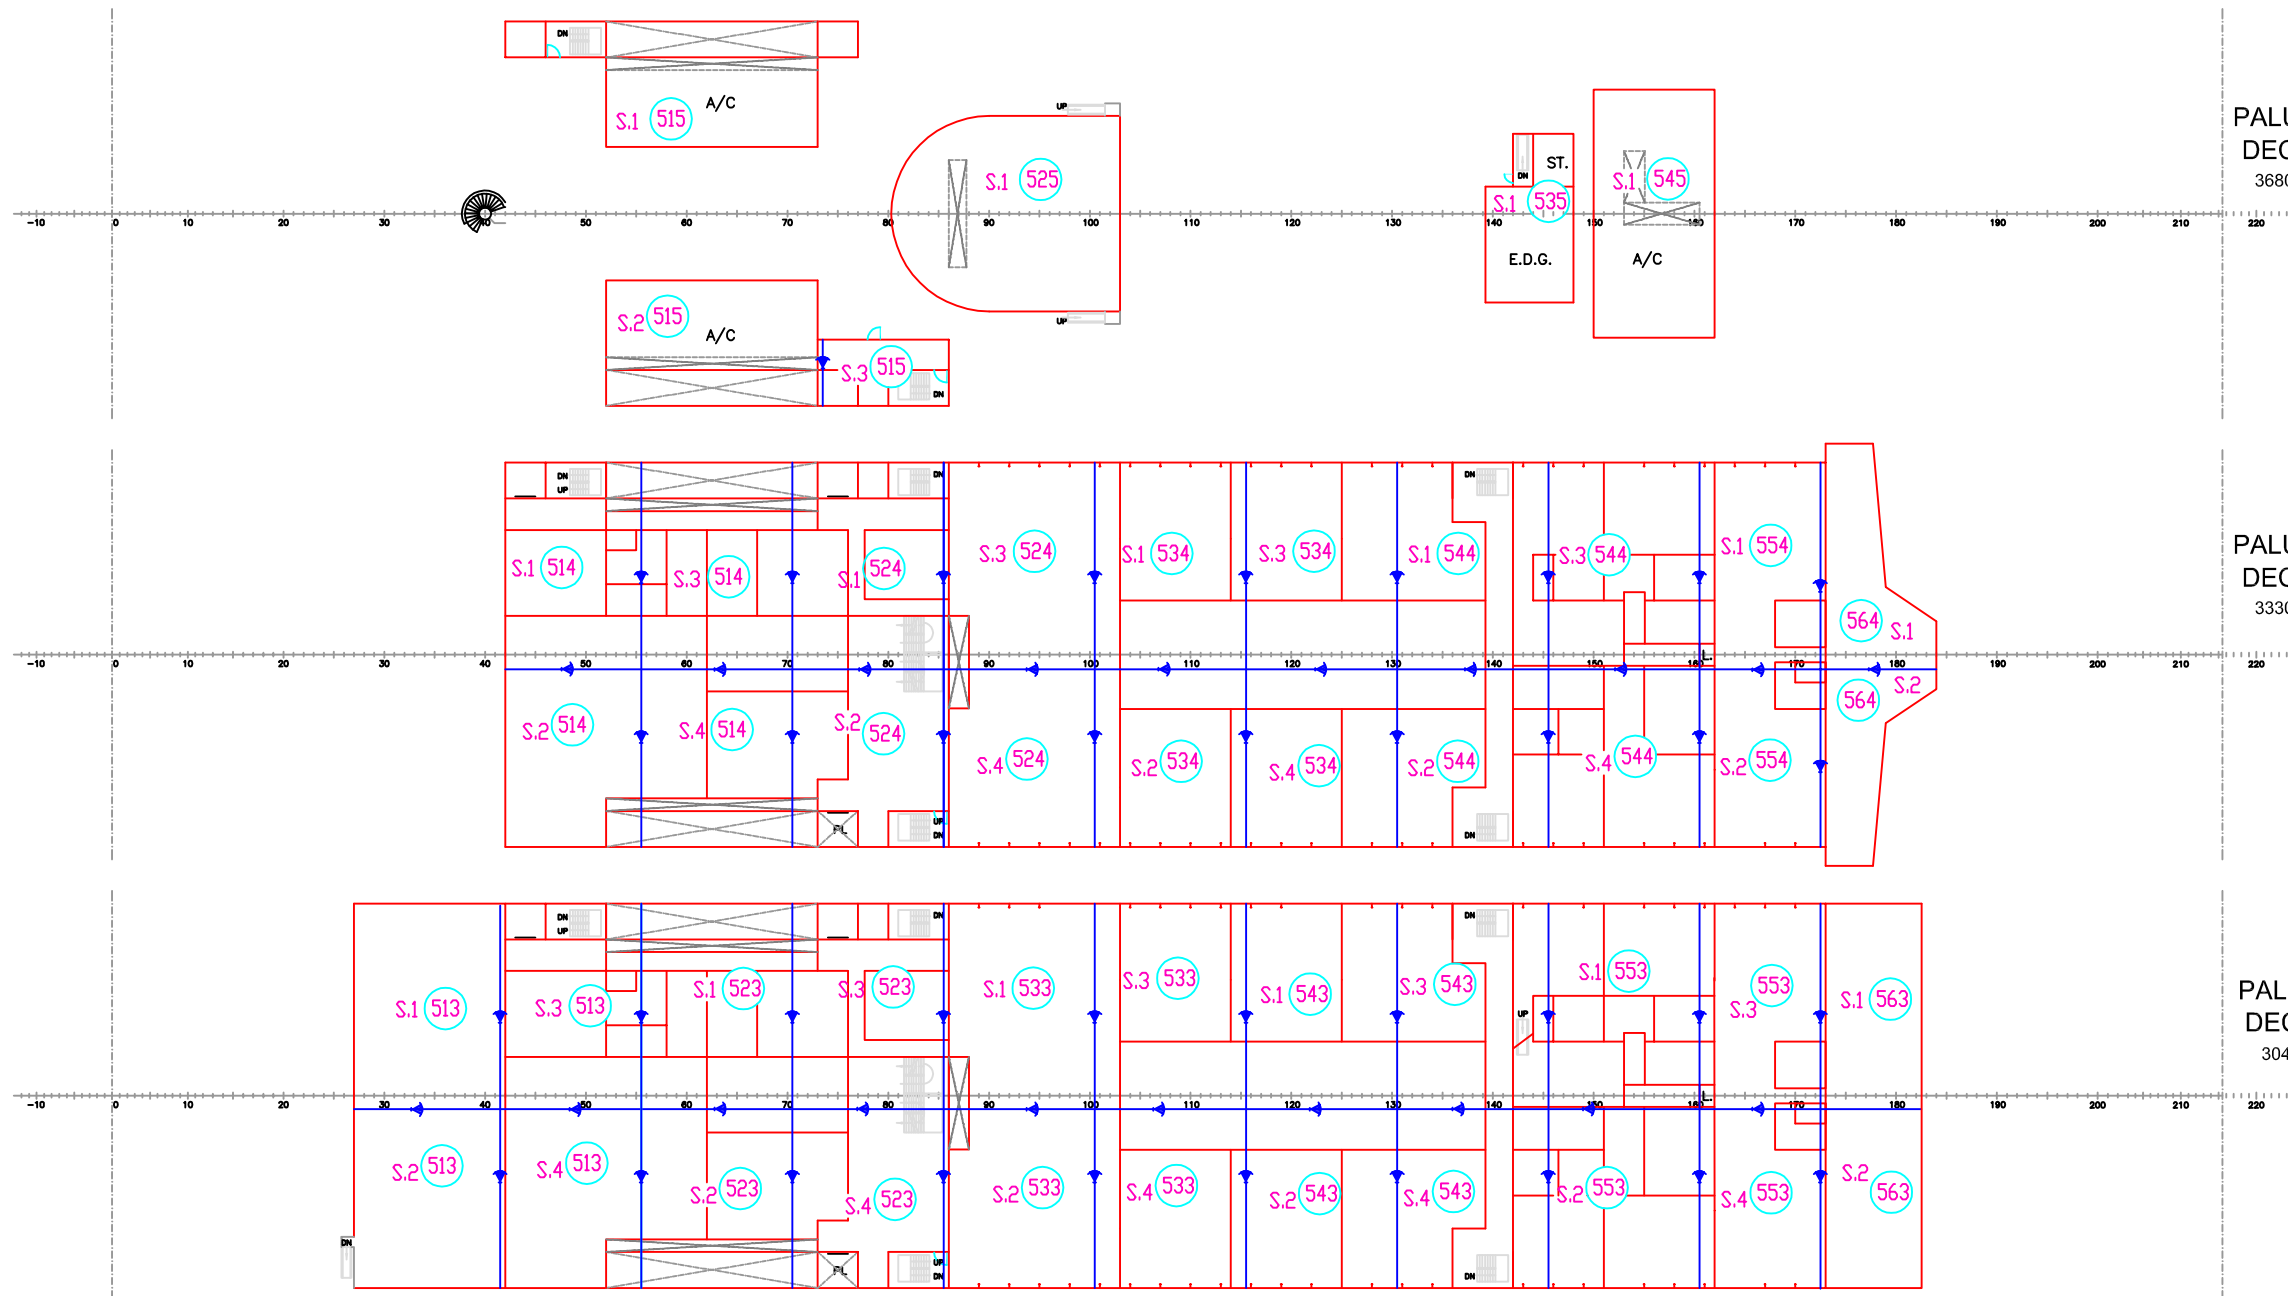 DN
A/C
S.1 515
UP
S.1 525
ST.
DN
S.1 535
S.1 545
E.D.G.
A/C
PALU
DEC
3680
-10 0 10 20 30 40 50 60 70 80 90 100 110 120 130 140 150 160 170 180 190 200 210 220
S.2 515
A/C
UP
S.3 515
DN
DN
UP
DN
DN
S.1 514
S.3 514
S.1 524
S.3 524
S.1 534
S.3 534
S.1 544
S.3 544
S.1 554
564 S.1
PALU
DEC
3330
-10 0 10 20 30 40 50 60 70 80 90 100 110 120 130 140 150 160 170 180 190 200 210 220
L.
S.2 514
S.4 514
S.2 524
S.4 524
S.2 534
S.4 534
S.2 544
S.4 544
S.2 554
564 S.2
PL
UP
DN
DN
DN
UP
DN
DN
S.1 513
S.3 513
S.1 523
S.3 523
S.1 533
S.3 533
S.1 543
S.3 543
UP
S.1 553
S.3 553
S.1 563
PAL
DEC
304
-10 0 10 20 30 40 50 60 70 80 90 100 110 120 130 140 150 160 170 180 190 200 210 220
L.
S.2 513
S.4 513
S.2 523
S.4 523
S.2 533
S.4 533
S.2 543
S.4 543
S.2 553
S.4 553
S.2 563
DN
PL
UP
DN
DN